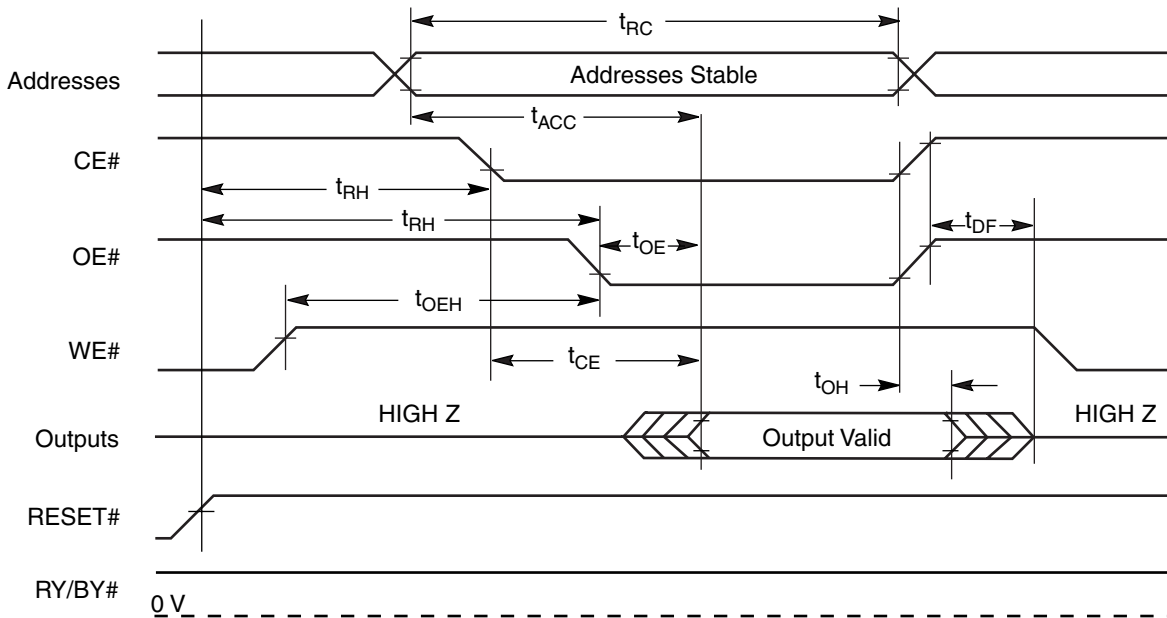 tRC
Addresses
Addresses Stable
tACC
CE#
tRH
tRH
tDF
OE#
tOE
tOEH
WE#
tCE
tOH
HIGH Z
HIGH Z
Outputs
Output Valid
RESET#
RY/BY#
0 V